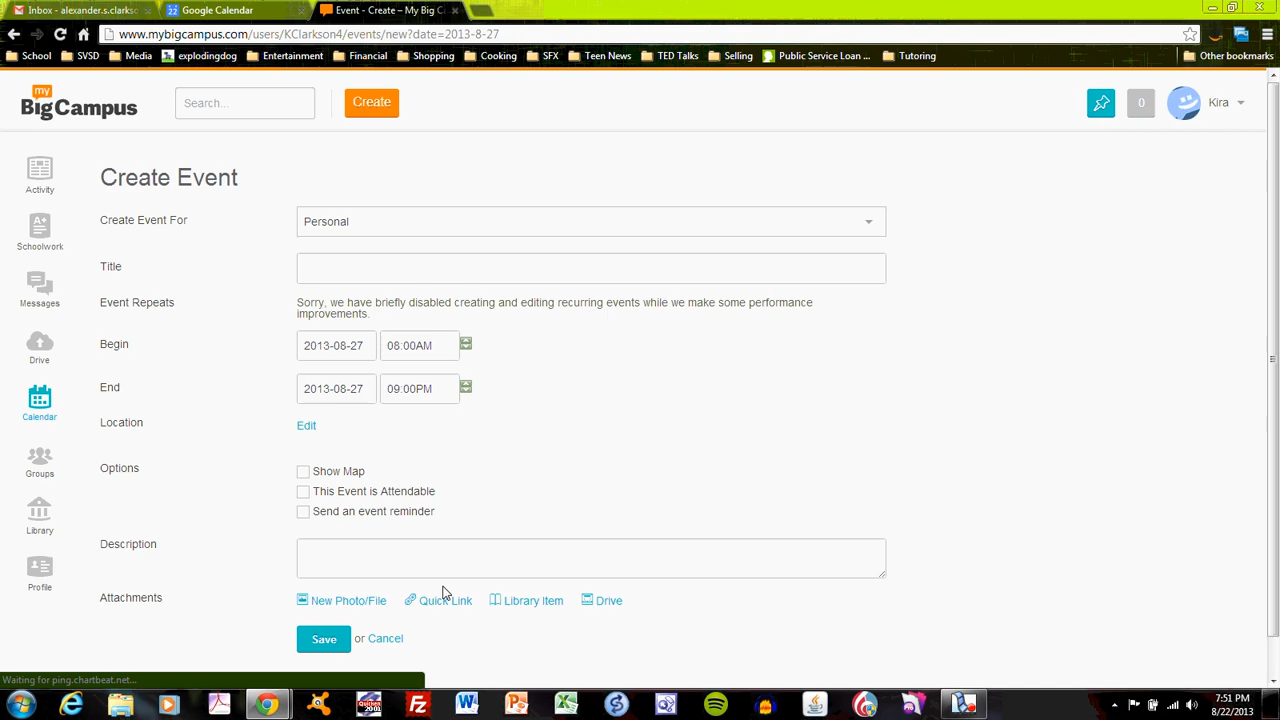 Inbox - alexander.s.clarks
Google Calendar
Event - Create – My Big C
www.mybigcampus.com/users/KClarkson4/events/new?date=2013-8-27
School
SVSD
Media
explodingdog
Entertainment
Financial
Shopping
Cooking
SFX
Teen News
TED Talks
Selling
Public Service Loan ...
Tutoring
Other bookmarks
my
BigCampus
Search...
Create
0
Kira
Activity
Schoolwork
Messages
Drive
Calendar
Groups
Library
Profile
Create Event
Create Event For
Personal
Title
Event Repeats
Sorry, we have briefly disabled creating and editing recurring events while we make some performance
improvements.
Begin
2013-08-27
08:00AM
End
2013-08-27
09:00PM
Location
Edit
Options
Show Map
This Event is Attendable
Send an event reminder
Description
Attachments
New Photo/File
Quick Link
Library Item
Drive
Save or Cancel
Waiting for ping.chartbeat.net...
7:51 PM
8/22/2013